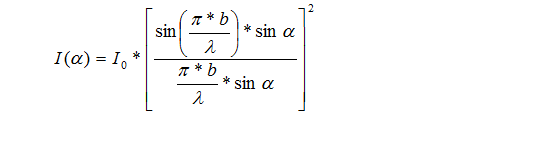 I(α) = I₀ * [ sin( π * b / λ ) * sin α / π * b / λ * sin α ]²